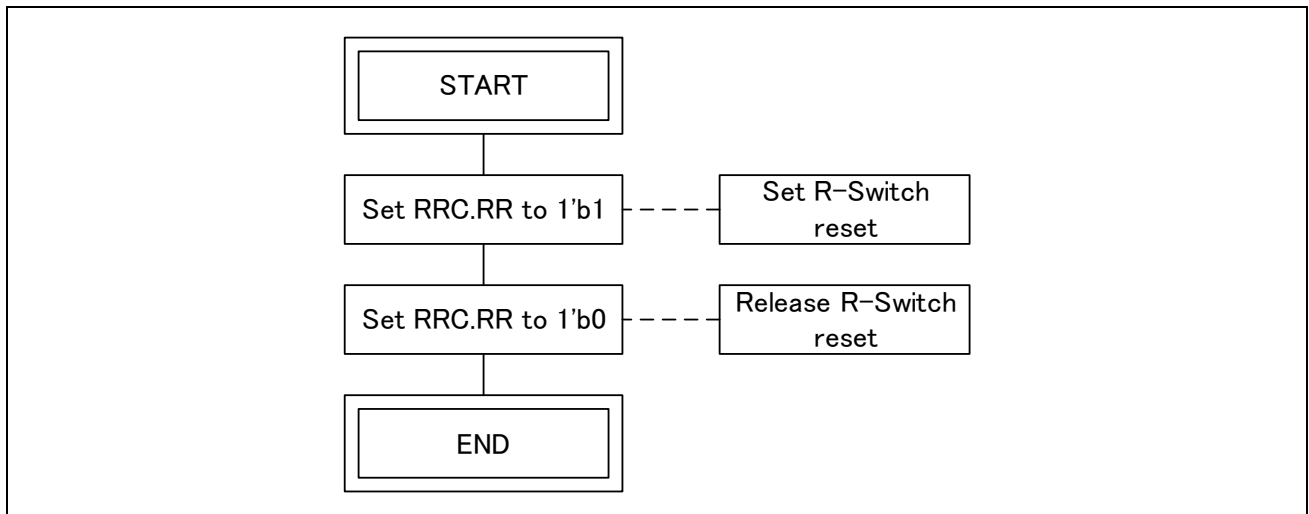 START
Set RRC.RR to 1'b1
Set R-Switch
reset
Set RRC.RR to 1'b0
Release R-Switch
reset
END